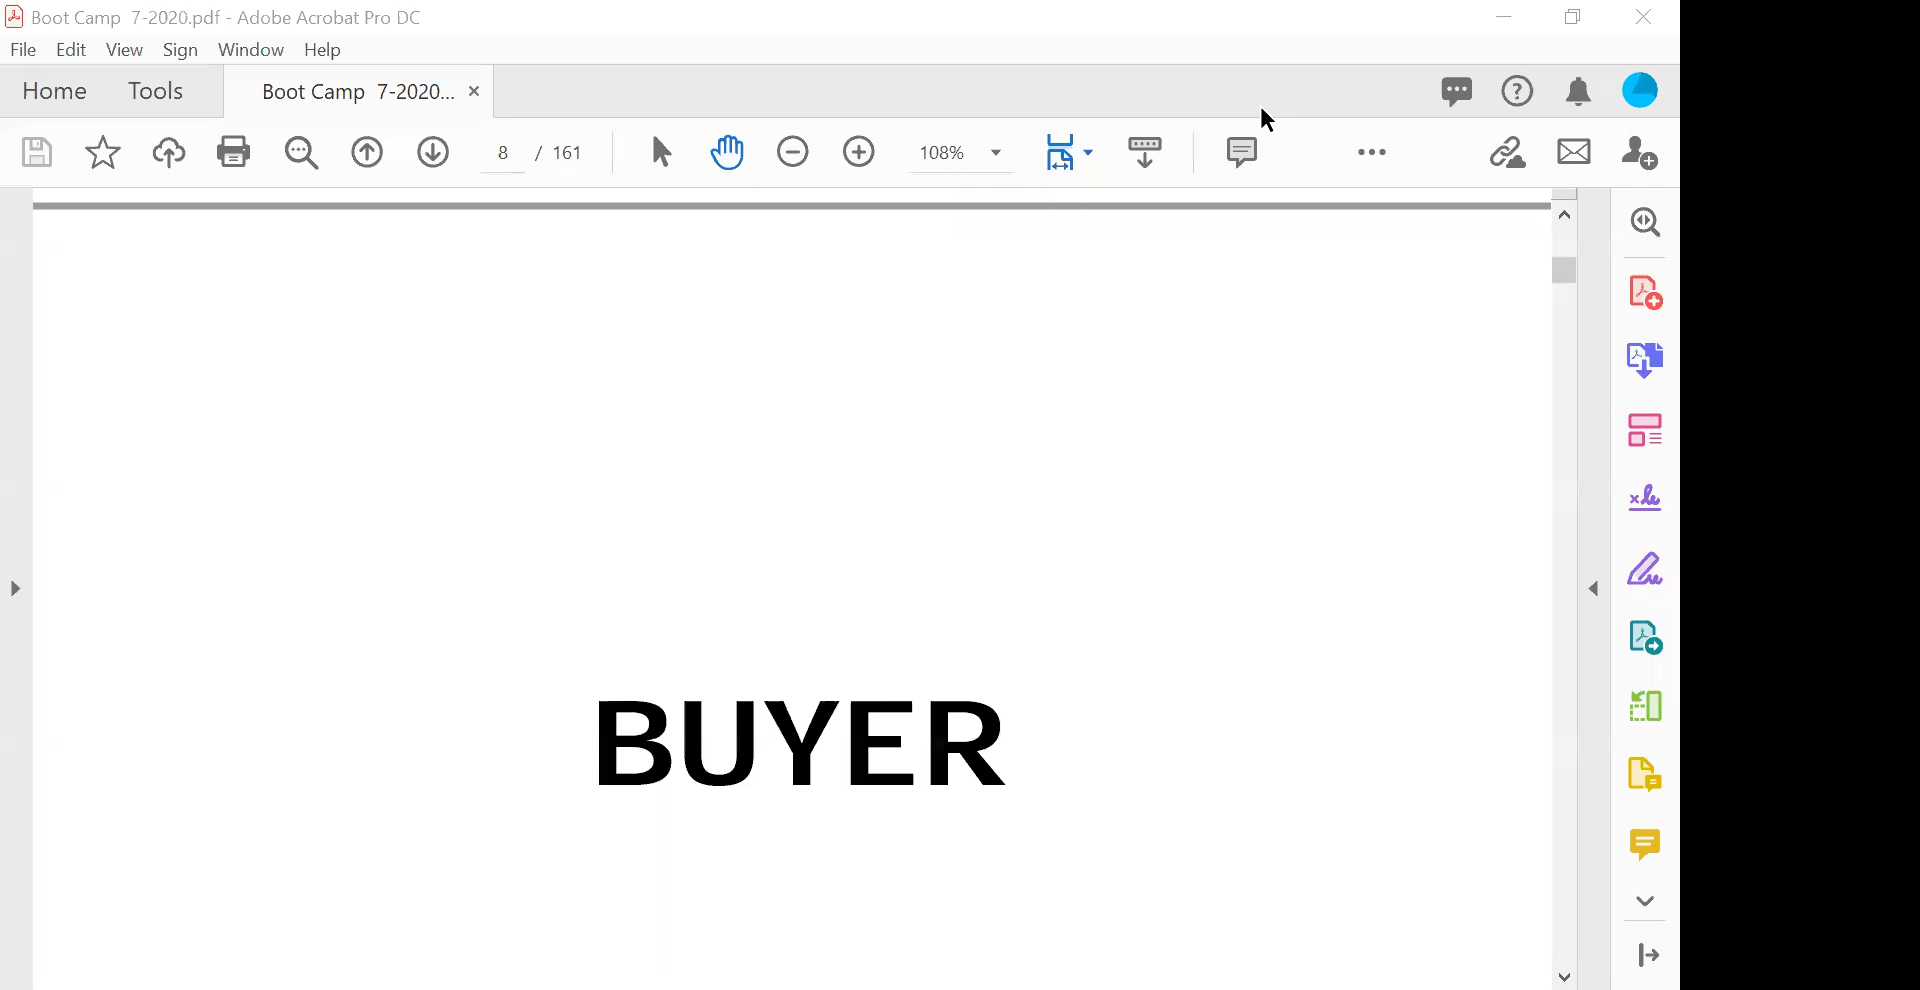 Boot Camp  7-2020.pdf - Adobe Acrobat Pro DC
File Edit View Sign Window Help
Home Tools Boot Camp  7-2020... ×
8 / 161 108%
BUYER